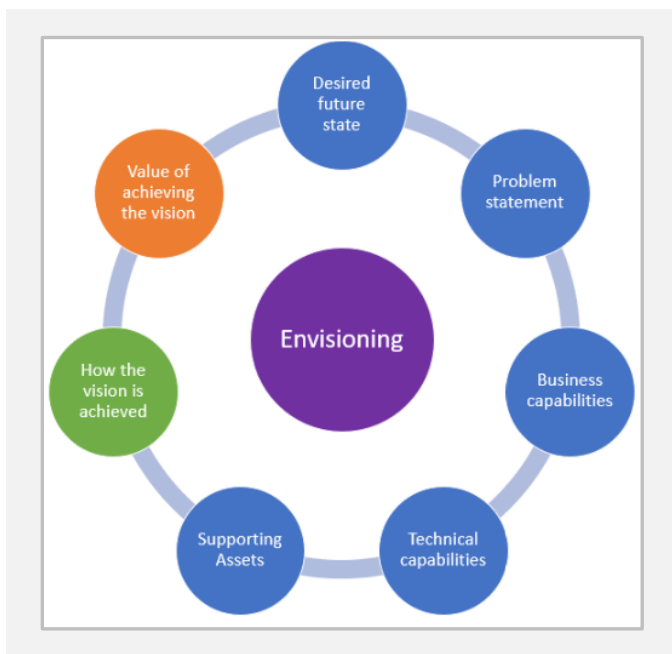 Desired
future
state
Problem
statement
Business
capabilities
Technical
capabilities
Supporting
Assets
How the
vision is
achieved
Value of
achieving
the vision
Envisioning